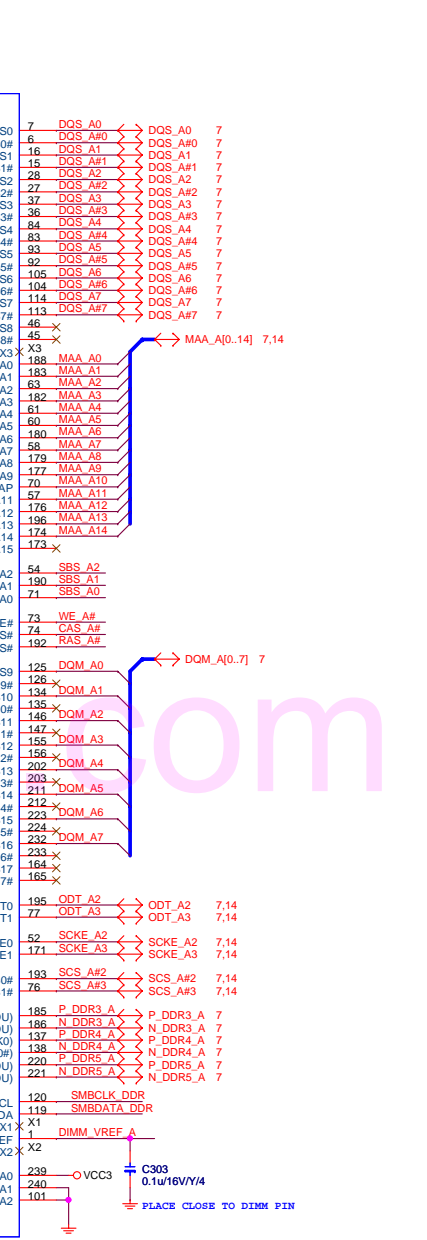 S0 7 DQS_A0 DQS_A0 7
0# 6 DQS_A#0 DQS_A#0 7
S1 16 DQS_A1 DQS_A1 7
1# 15 DQS_A#1 DQS_A#1 7
S2 28 DQS_A2 DQS_A2 7
2# 27 DQS_A#2 DQS_A#2 7
S3 37 DQS_A3 DQS_A3 7
3# 36 DQS_A#3 DQS_A#3 7
S4 84 DQS_A4 DQS_A4 7
4# 83 DQS_A#4 DQS_A#4 7
S5 93 DQS_A5 DQS_A5 7
5# 92 DQS_A#5 DQS_A#5 7
S6 105 DQS_A6 DQS_A6 7
6# 104 DQS_A#6 DQS_A#6 7
S7 114 DQS_A7 DQS_A7 7
7# 113 DQS_A#7 DQS_A#7 7
S8 46
8# 45 MAA_A[0..14] 7,14
X3 X3
A0 188 MAA_A0
A1 183 MAA_A1
A2 63 MAA_A2
A3 182 MAA_A3
A4 61 MAA_A4
A5 60 MAA_A5
A6 180 MAA_A6
A7 58 MAA_A7
A8 179 MAA_A8
A9 177 MAA_A9
AP 70 MAA_A10
A11 57 MAA_A11
A12 176 MAA_A12
A13 196 MAA_A13
A14 174 MAA_A14
A15 173
A2 54 SBS_A2
A1 190 SBS_A1
A0 71 SBS_A0
E# 73 WE_A#
S# 74 CAS_A#
S# 192 RAS_A#
DQM_A[0..7] 7
S9 125 DQM_A0
9# 126
10 134 DQM_A1
0# 135
11 146 DQM_A2
1# 147
12 155 DQM_A3
2# 156
13 202 DQM_A4
3# 203
14 211 DQM_A5
4# 212
15 223 DQM_A6
5# 224
16 232 DQM_A7
6# 233
17 164
7# 165
.com
T0 195 ODT_A2 ODT_A2 7,14
T1 77 ODT_A3 ODT_A3 7,14
E0 52 SCKE_A2 SCKE_A2 7,14
E1 171 SCKE_A3 SCKE_A3 7,14
0# 193 SCS_A#2 SCS_A#2 7,14
1# 76 SCS_A#3 SCS_A#3 7,14
0U) 185 P_DDR3_A P_DDR3_A 7
0U) 186 N_DDR3_A N_DDR3_A 7
K0) 137 P_DDR4_A P_DDR4_A 7
0#) 138 N_DDR4_A N_DDR4_A 7
0U) 220 P_DDR5_A P_DDR5_A 7
0U) 221 N_DDR5_A N_DDR5_A 7
CL 120 SMBCLK_DDR
DA 119 SMBDATA_DDR
X1 X1
EF 1 DIMM_VREF_A
X2 X2
A0 239 VCC3
A1 240
A2 101
C303
0.1u/16V/Y/4
PLACE CLOSE TO DIMM PIN